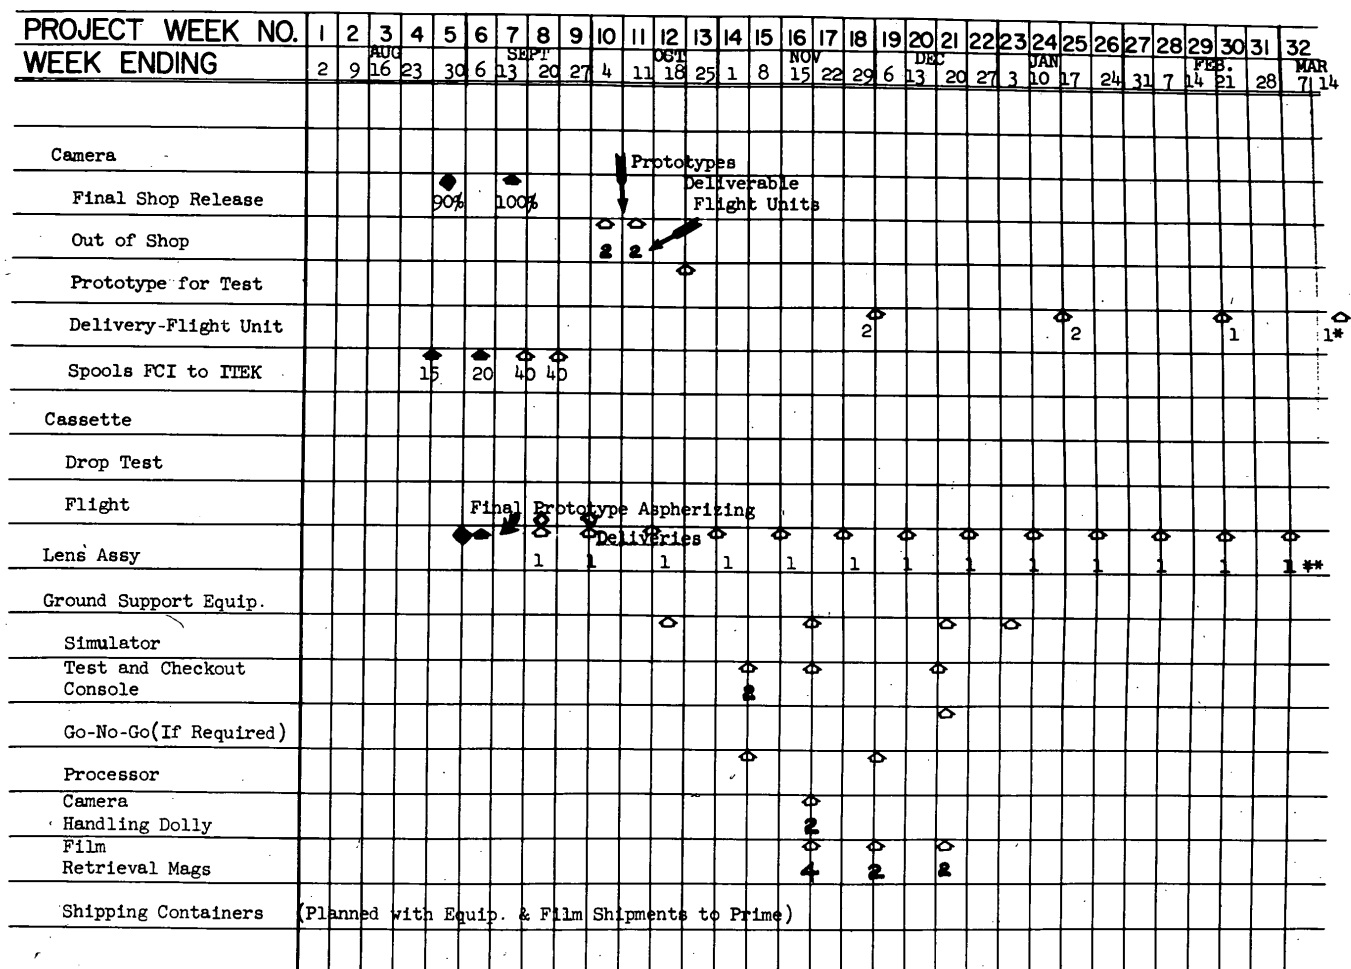 PROJECT WEEK NO. 1 2 3 4 5 6 7 8 9 10 11 12 13 14 15 16 17 18 19 20 21 22 23 24 25 26 27 28 29 30 31 32
AUG SEPT OCT NOV DEC JAN FEB. MAR
WEEK ENDING 2 9 16 23 30 6 13 20 27 4 11 18 25 1 8 15 22 29 6 13 20 27 3 10 17 24 31 7 14 21 28 7 14
Camera
Prototypes
Deliverable
Final Shop Release 90% 100% Flight Units
Out of Shop 2 2
Prototype for Test
Delivery-Flight Unit 2 2 1 1*
Spools FCI to ITEK 15 20 40 40
Cassette
Drop Test
Flight
Final Prototype Aspherizing
Deliveries
Lens Assy 1 1 1 1 1 1 1 1 1 1 1 1 1 **
Ground Support Equip.
Simulator
Test and Checkout
Console 2
Go-No-Go(If Required)
Processor
Camera
Handling Dolly 2
Film
Retrieval Mags 4 2 2
Shipping Containers (Planned with Equip. & Film Shipments to Prime)